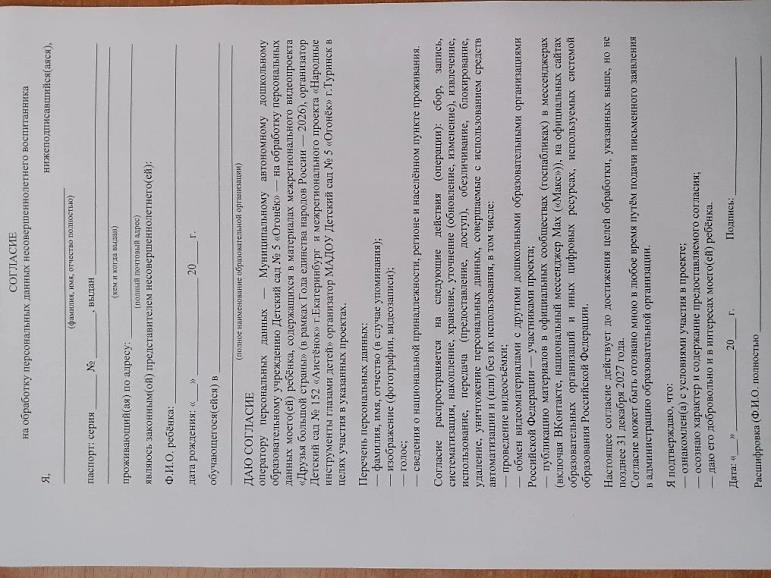 СОГЛАСИЕ
на обработку персональных данных несовершеннолетнего воспитанника
Я, ____________________ нижеподписавшийся(аяся),
(фамилия, имя, отчество полностью)
паспорт: серия ______ № ____________, выдан ____________________
(кем и когда выдан)
проживающий(ая) по адресу: ____________________
(полный почтовый адрес)
являюсь законным(ой) представителем несовершеннолетнего(ей):
Ф.И.О. ребёнка: ____________________
дата рождения: «___» ____________ 20___ г.
обучающегося(ейся) в
____________________
(полное наименование образовательной организации)
ДАЮ СОГЛАСИЕ
оператору персональных данных — Муниципальному автономному дошкольному
образовательному учреждению Детский сад № 5 «Огонёк» — на обработку персональных
данных моего(ей) ребёнка, содержащихся в материалах межрегионального видеопроекта
«Друзья большой страны» (в рамках Года единства народов России — 2026), организатор
Детский сад № 152 «Аистёнок» г.Екатеринбург и межрегионального проекта «Народные
инструменты глазами детей» организатор МАДОУ Детский сад № 5 «Огонёк» г.Туринск в
целях участия в указанных проектах.
Перечень персональных данных:
— фамилия, имя, отчество (в случае упоминания);
— изображение (фотографии, видеозаписи);
— голос;
— сведения о национальной принадлежности, регионе и населённом пункте проживания.
Согласие распространяется на следующие действия (операции): сбор, запись,
систематизация, накопление, хранение, уточнение (обновление, изменение), извлечение,
использование, передача (предоставление, доступ), обезличивание, блокирование,
удаление, уничтожение персональных данных, совершаемые с использованием средств
автоматизации и (или) без их использования, в том числе:
— проведение видеосъёмки;
— обмен видеоматериалами с другими дошкольными образовательными организациями
Российской Федерации — участниками проекта;
— публикацию материалов в официальных сообществах (госпабликах) в мессенджерах
(включая ВКонтакте, национальный мессенджер Max («Макс»)), на официальных сайтах
образовательных организаций и иных цифровых ресурсах, используемых системой
образования Российской Федерации.
Настоящее согласие действует до достижения целей обработки, указанных выше, но не
позднее 31 декабря 2027 года.
Согласие может быть отозвано мною в любое время путём подачи письменного заявления
в администрацию образовательной организации.
Я подтверждаю, что:
— ознакомлен(а) с условиями участия в проекте;
— осознаю характер и содержание предоставляемого согласия;
— даю его добровольно и в интересах моего(ей) ребёнка.
Дата: «___» ____________ 20___ г. Подпись: ____________
Расшифровка (Ф.И.О. полностью ____________________